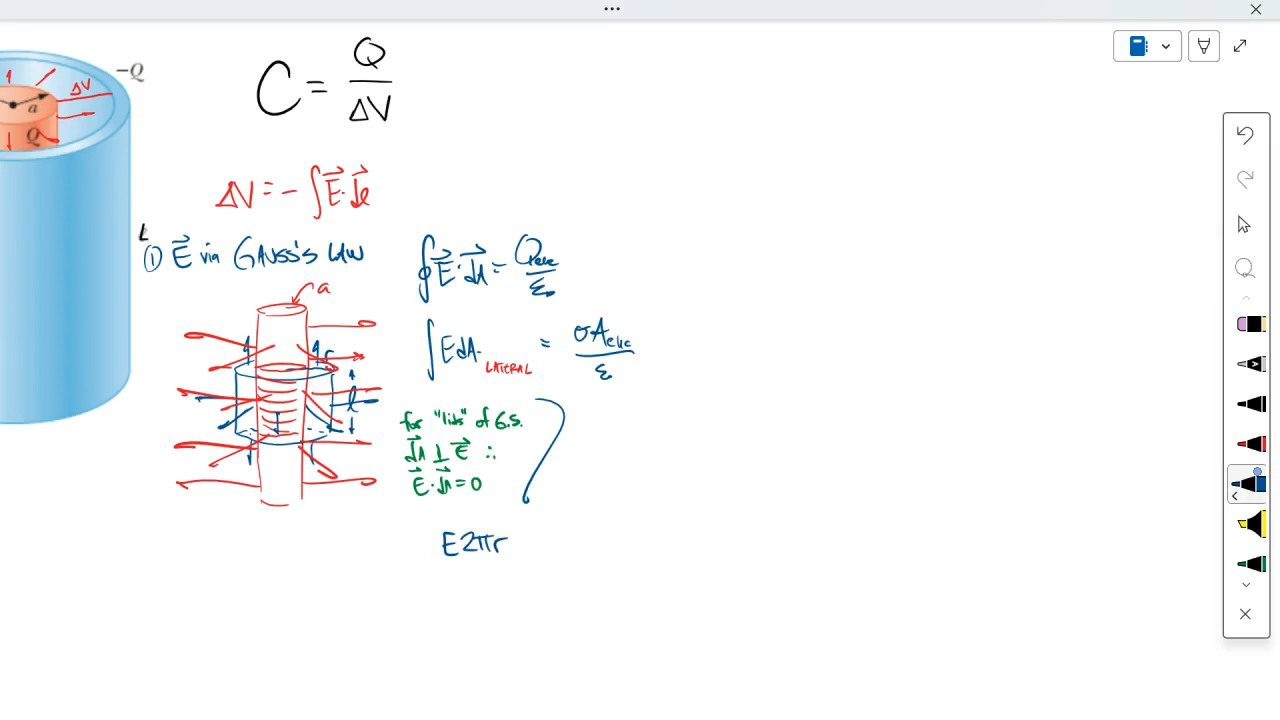 -Q
ΔV
a
Q
C = Q/ΔV
ΔV = - ∫E⃗·dl⃗
L
① E⃗ via GAUSS'S LAW
∮E⃗·dA⃗ = Qenc/ε₀
a
r
l
∫EdA LATERAL = σAenc/ε₀
for "lids" of G.S.
dA⃗ ⊥ E⃗ ∴
E⃗·dA⃗ = 0
E2πr